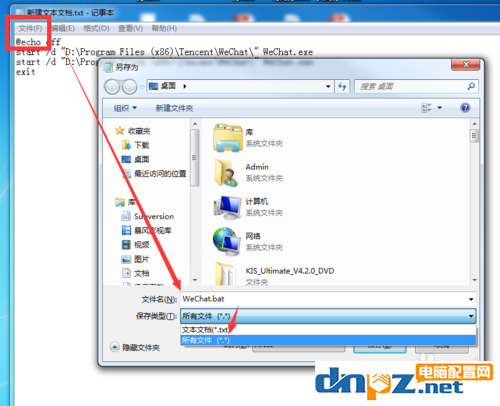 新建文本文档.txt - 记事本
文件(F) 编辑(E) 格式(O) 查看(V) 帮助(H)
@echo off
start /d "D:\Program Files (x86)\Tencent\WeChat\" WeChat.exe
start /d "D:\Program
exit
另存为
桌面
搜索 桌面
组织 新建文件夹
收藏夹
下载
桌面
最近访问的位置
库
Subversion
暴风影视库
视频
图片
文档
库
系统文件夹
Admin
系统文件夹
计算机
系统文件夹
网络
系统文件夹
KIS_Ultimate_V4.2.0_DVD
文件名(N): WeChat.bat
保存类型(T): 所有文件 (*.*)
文本文档(*.txt)
所有文件 (*.*)
隐藏文件夹
电脑配置网
dnpz.net